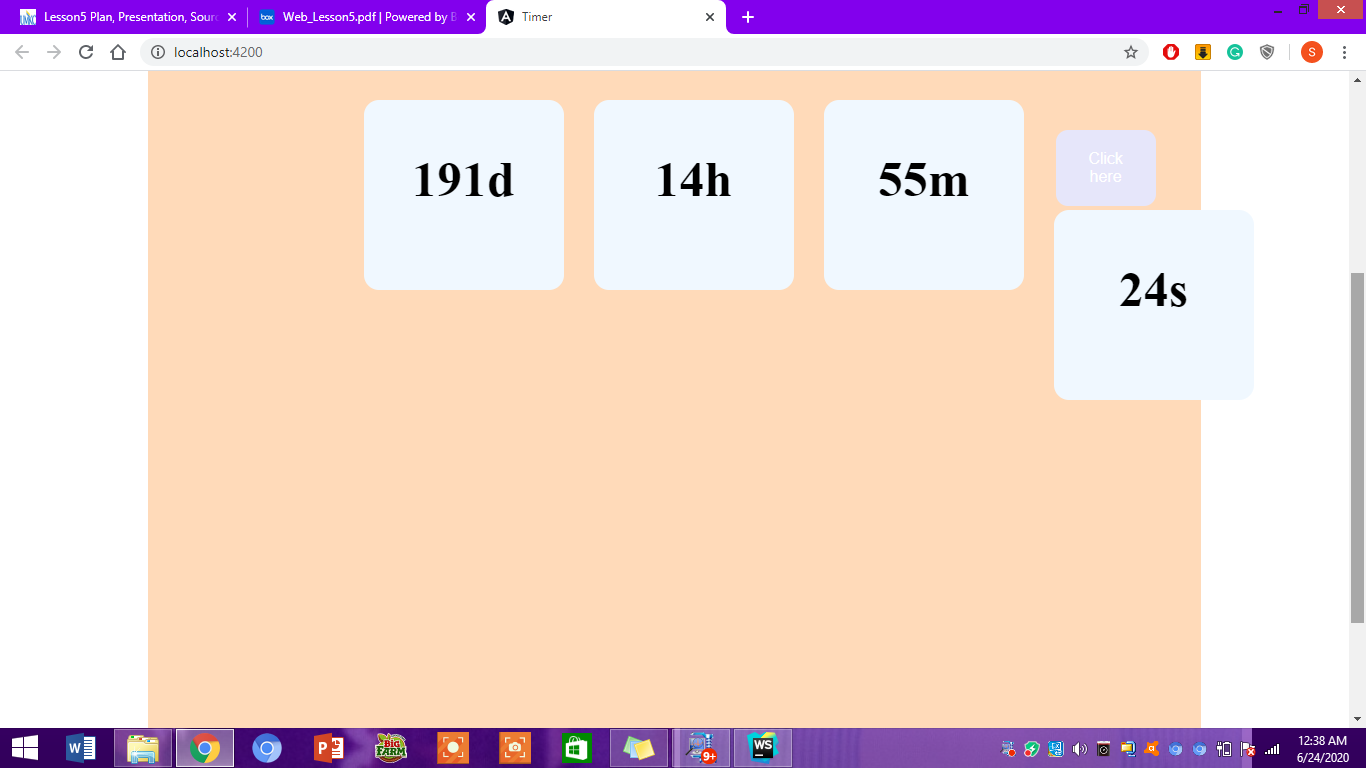 Lesson5 Plan, Presentation, Sourc
Web_Lesson5.pdf | Powered by B
Timer
localhost:4200
S
191d
14h
55m
Click
here
24s
12:38 AM
6/24/2020
9+
WS
box
BIG
FARM